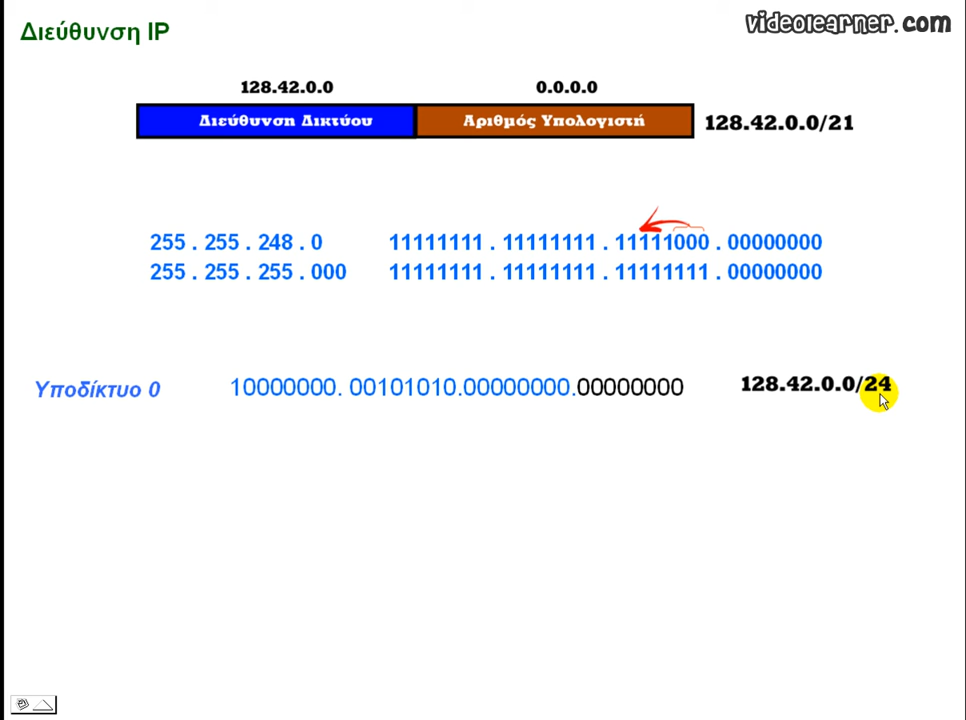 Διεύθυνση IP
videolearner.com
128.42.0.0 0.0.0.0
Διεύθυνση Δικτύου Αριθμός Υπολογιστή 128.42.0.0/21
255 . 255 . 248 . 0 11111111 . 11111111 . 11111000 . 00000000
255 . 255 . 255 . 000 11111111 . 11111111 . 11111111 . 00000000
Υποδίκτυο 0 10000000. 00101010.00000000.00000000 128.42.0.0/24